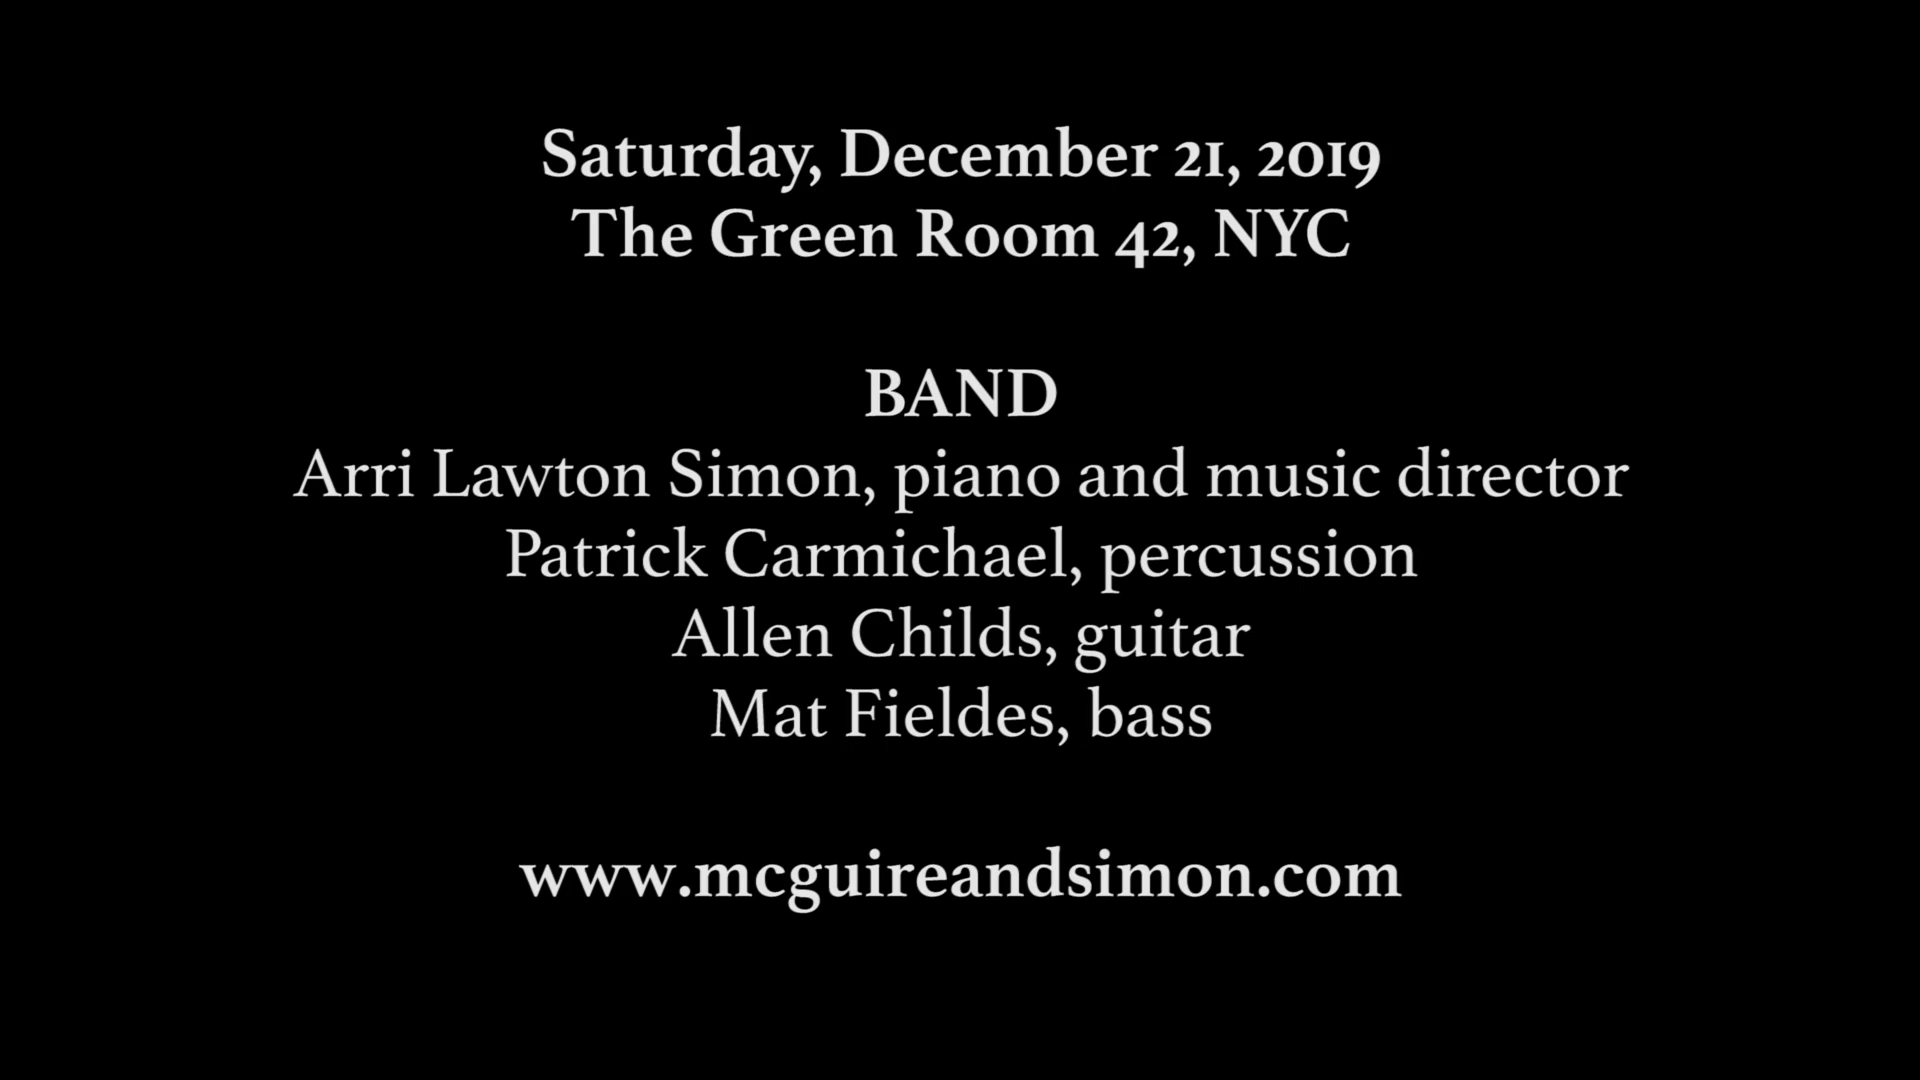 Saturday, December 21, 2019
The Green Room 42, NYC
BAND
Arri Lawton Simon, piano and music director
Patrick Carmichael, percussion
Allen Childs, guitar
Mat Fieldes, bass
www.mcguireandsimon.com